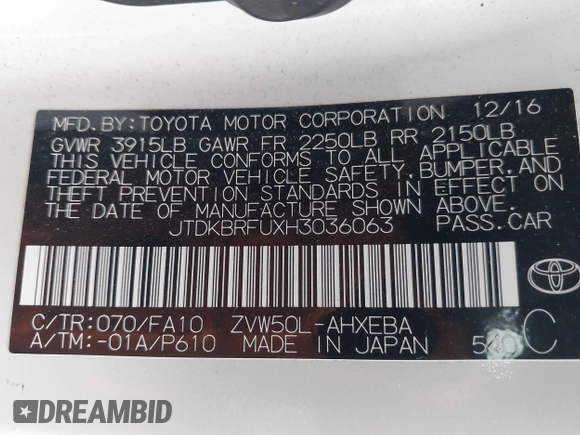 MFD.BY:TOYOTA MOTOR CORPORATION 12/16
GVWR 3915LB GAWR FR 2250LB RR 2150LB
THIS VEHICLE CONFORMS TO ALL APPLICABLE
FEDERAL MOTOR VEHICLE SAFETY,BUMPER,AND
THEFT PREVENTION STANDARDS IN EFFECT ON
THE DATE OF MANUFACTURE SHOWN ABOVE.
JTDKBRFUXH3036063 PASS.CAR
C/TR:070/FA10 ZVW50L-AHXEBA
A/TM:-01A/P610 MADE IN JAPAN C
DREAMBID